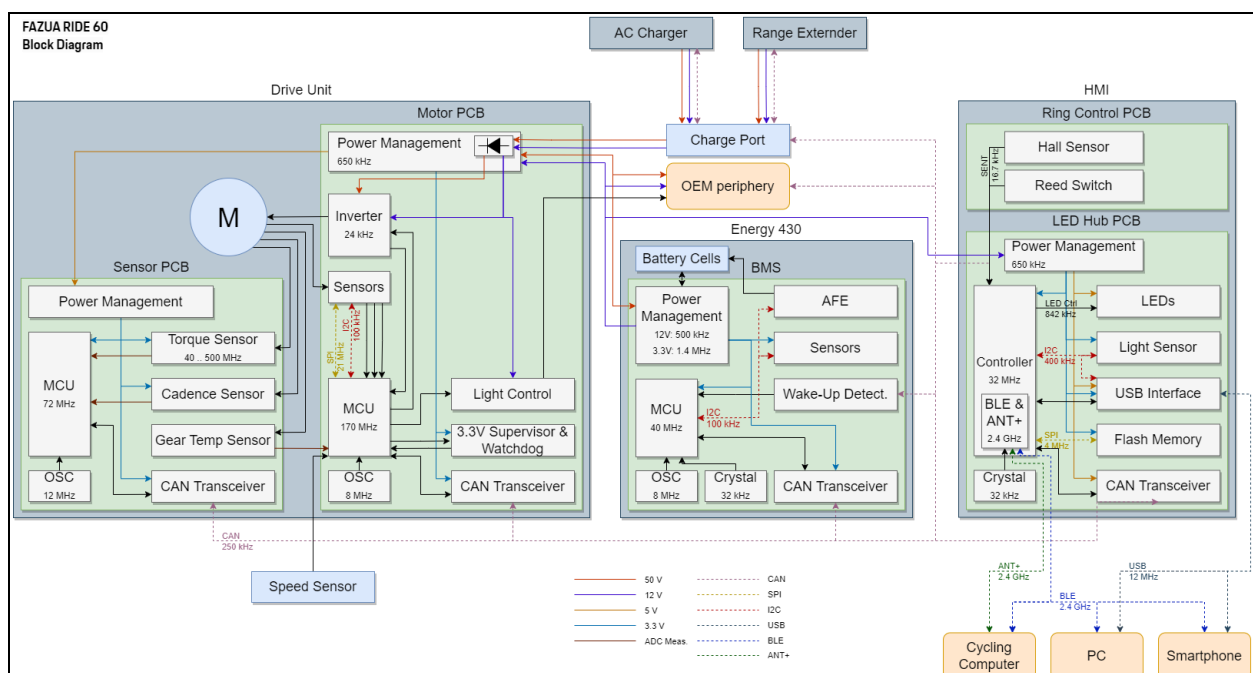 FAZUA RIDE 60
Block Diagram
AC Charger
Range Externder
Drive Unit
HMI
Motor PCB
Ring Control PCB
Power Management
650 kHz
Charge Port
Hall Sensor
SENT
16.7 kHz
Reed Switch
OEM periphery
M
Inverter
24 kHz
LED Hub PCB
Energy 430
Power Management
650 kHz
Sensor PCB
Battery Cells
BMS
Sensors
Power Management
Power
Management
12V: 500 kHz
3.3V: 1.4 MHz
AFE
LED Ctrl
842 kHz
LEDs
SPI
21 MHz
I2C
100 kHz
Torque Sensor
40 .. 500 MHz
Sensors
Controller
32 MHz
I2C
400 kHz
Light Sensor
MCU
72 MHz
Cadence Sensor
MCU
170 MHz
Light Control
MCU
40 MHz
I2C
100 kHz
Wake-Up Detect.
BLE &
ANT+
2.4 GHz
USB Interface
Gear Temp Sensor
3.3V Supervisor &
Watchdog
SPI
4 MHz
Flash Memory
OSC
12 MHz
CAN Transceiver
OSC
8 MHz
CAN Transceiver
OSC
8 MHz
Crystal
32 kHz
CAN Transceiver
Crystal
32 kHz
CAN Transceiver
CAN
250 kHz
Speed Sensor
50 V
12 V
5 V
3.3 V
ADC Meas.
CAN
SPI
I2C
USB
BLE
ANT+
ANT+
2.4 GHz
USB
12 MHz
BLE
2.4 GHz
Cycling
Computer
PC
Smartphone